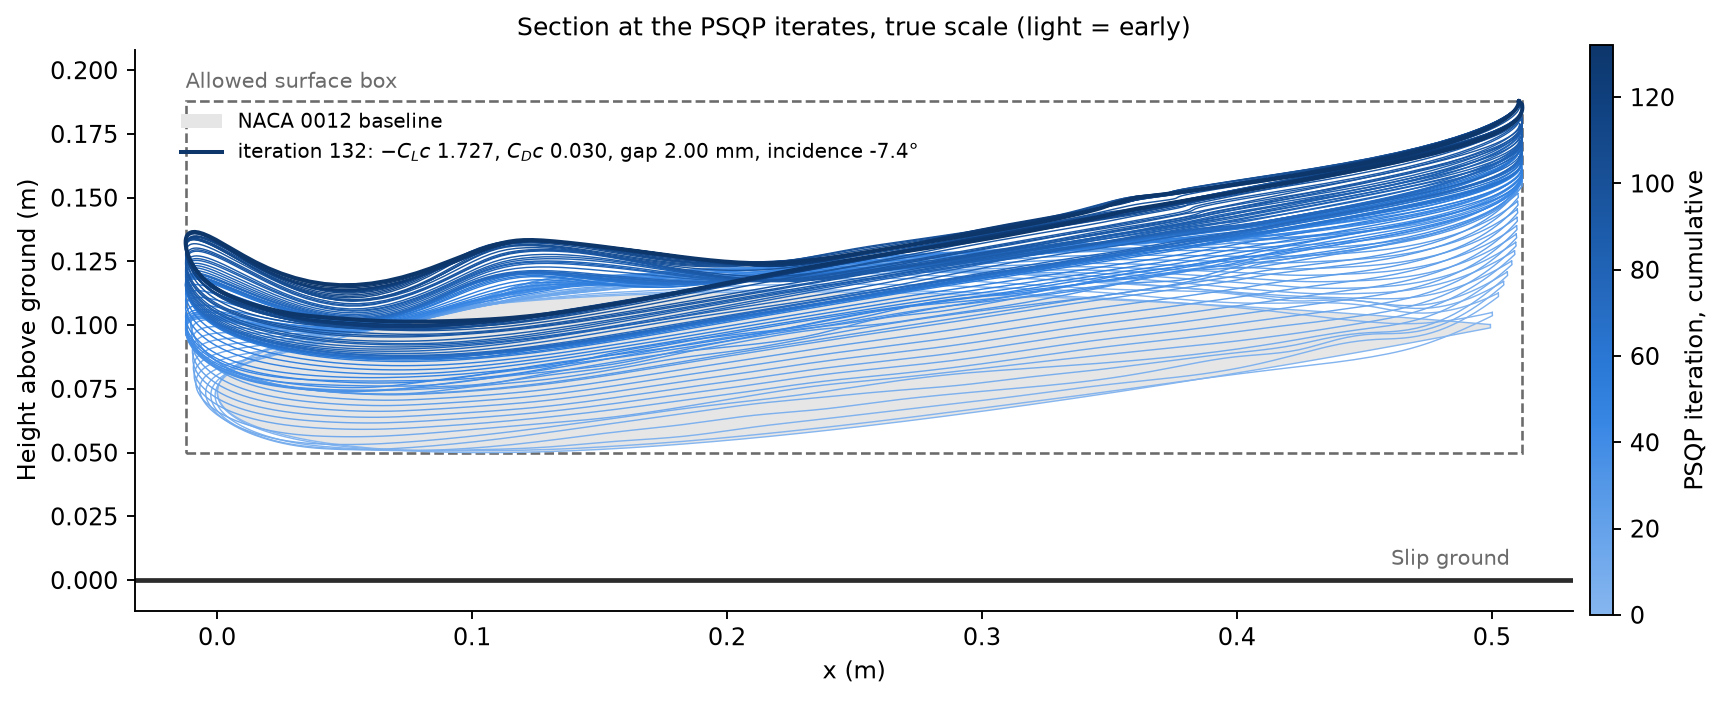 Section at the PSQP iterates, true scale (light = early)
Allowed surface box
NACA 0012 baseline
iteration 132: −C_Lc 1.727, C_Dc 0.030, gap 2.00 mm, incidence -7.4°
Slip ground
Height above ground (m)
0.200
0.175
0.150
0.125
0.100
0.075
0.050
0.025
0.000
0.0
0.1
0.2
0.3
0.4
0.5
x (m)
120
100
80
60
40
20
0
PSQP iteration, cumulative